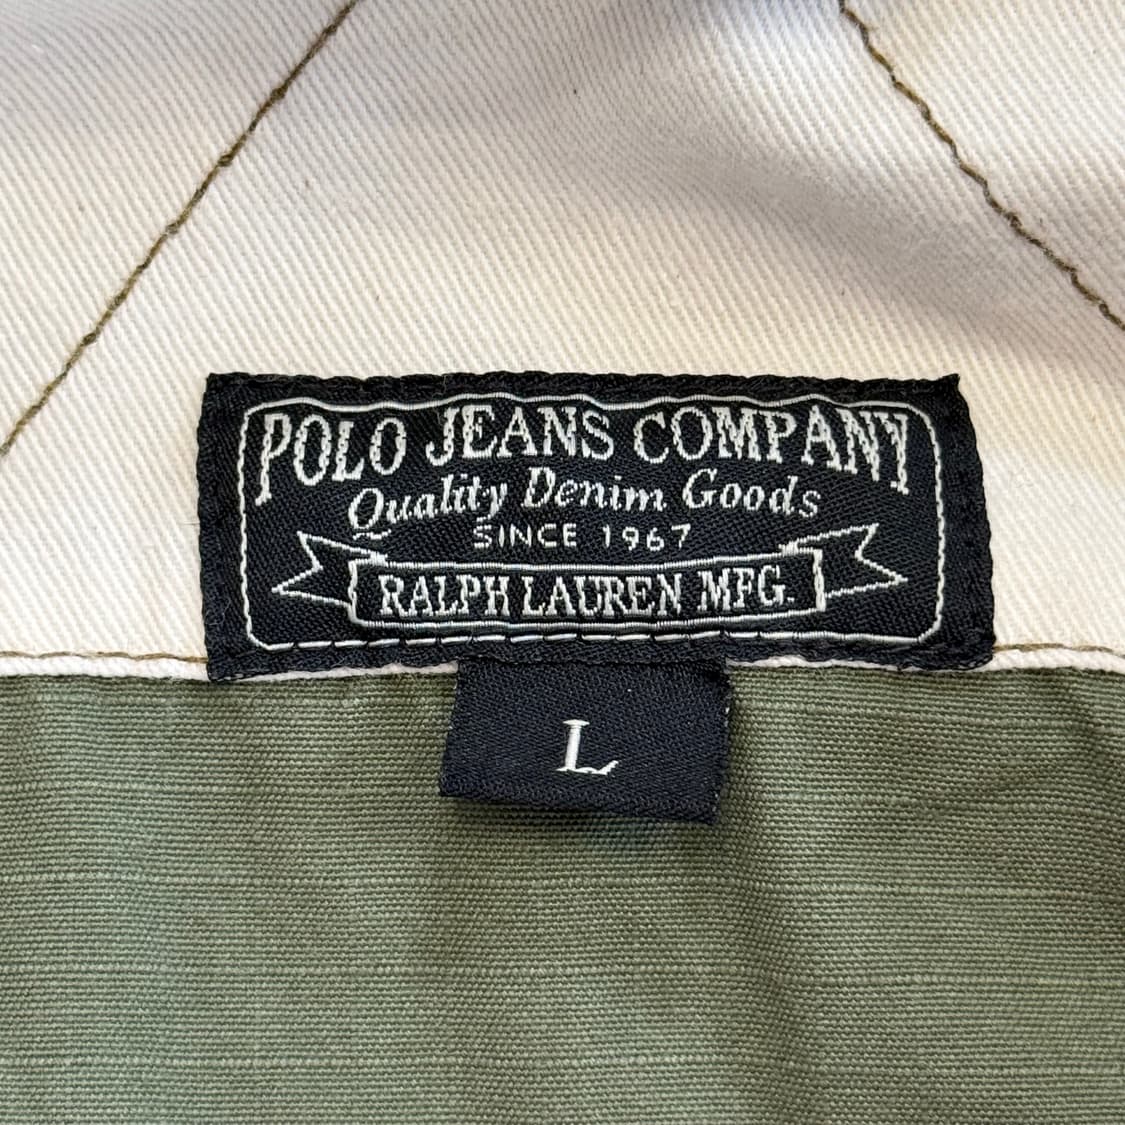 POLO JEANS COMPANY
Quality Denim Goods
SINCE 1967
RALPH LAUREN MFG.
L